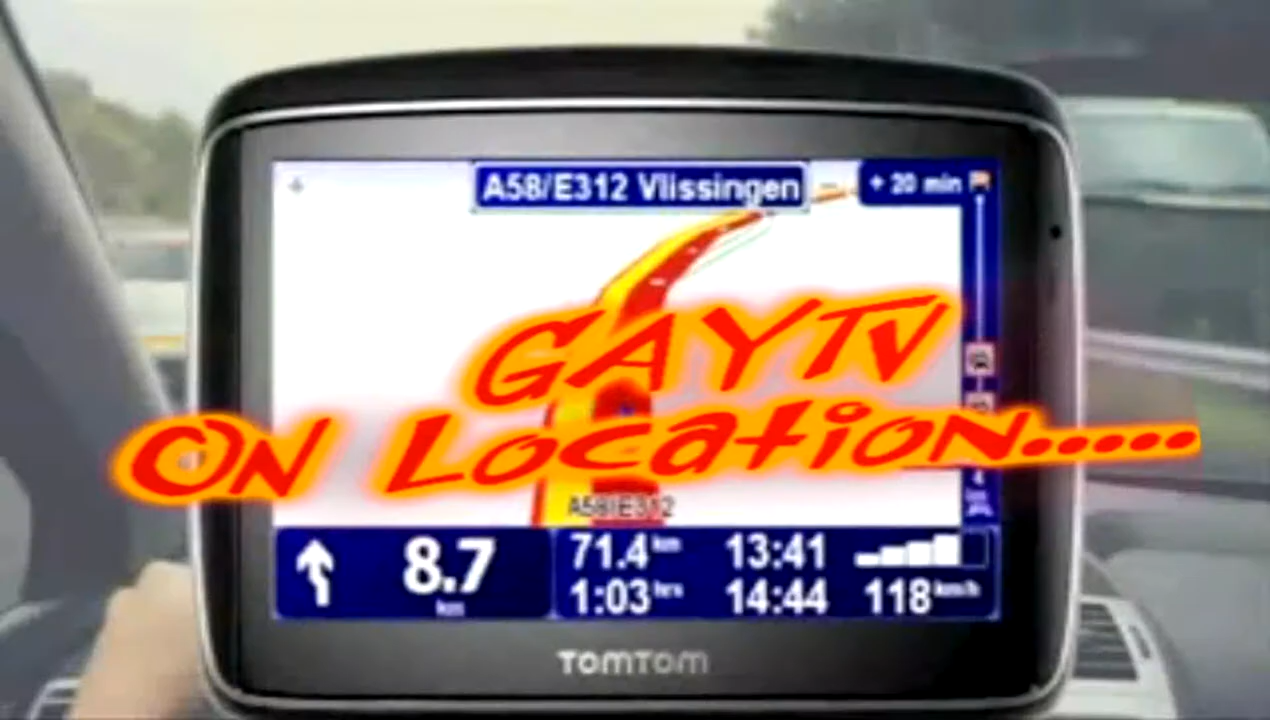 A58/E312 Vlissingen
+ 20 min
GAYTV
ON Location.....
A58/E312
8.7 km
71.4 km 13:41
1:03 hrs 14:44 118 km/h
TOMTOM